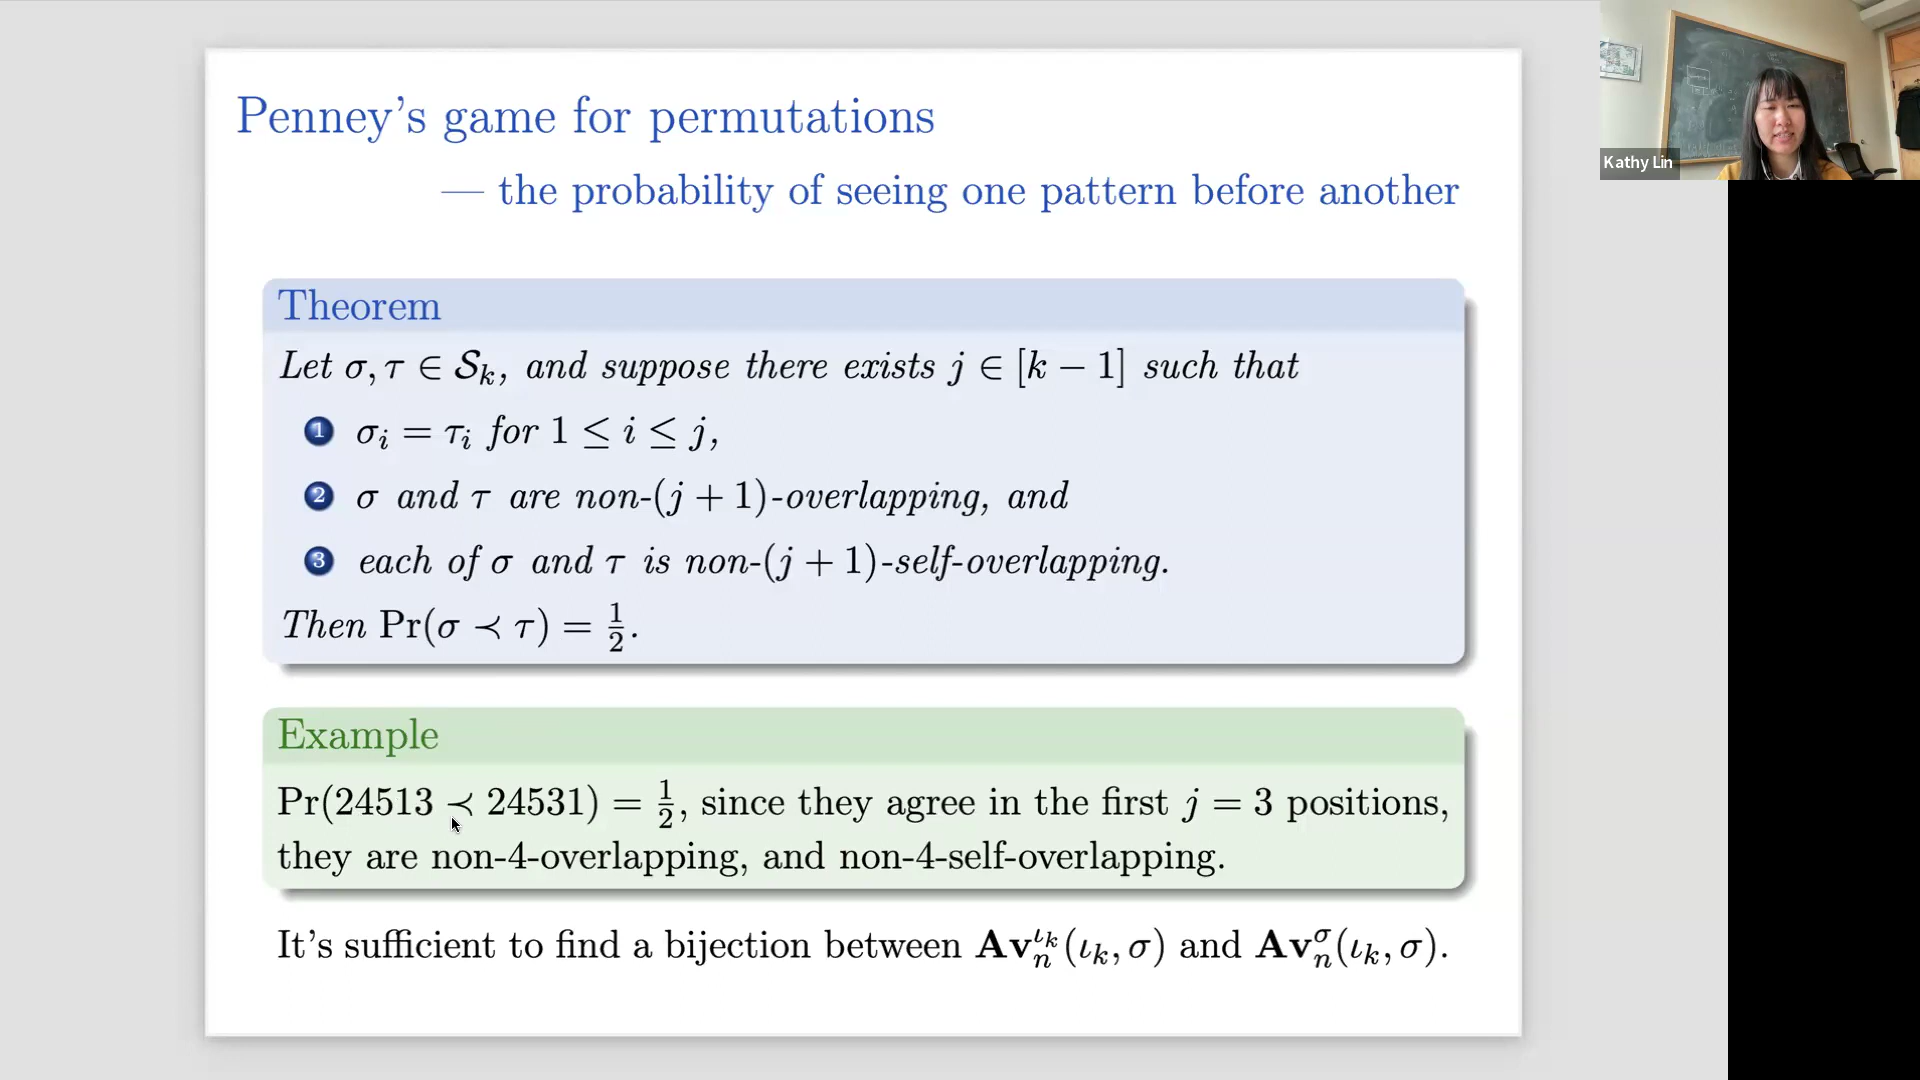 Penney's game for permutations
— the probability of seeing one pattern before another
Theorem
Let σ, τ ∈ 𝒮ₖ, and suppose there exists j ∈ [k − 1] such that
1 σᵢ = τᵢ for 1 ≤ i ≤ j,
2 σ and τ are non-(j + 1)-overlapping, and
3 each of σ and τ is non-(j + 1)-self-overlapping.
Then Pr(σ ≺ τ) = 1/2.
Example
Pr(24513 ≺ 24531) = 1/2, since they agree in the first j = 3 positions,
they are non-4-overlapping, and non-4-self-overlapping.
It's sufficient to find a bijection between Av_n^{ι_k}(ι_k, σ) and Av_n^σ(ι_k, σ).
Kathy Lin